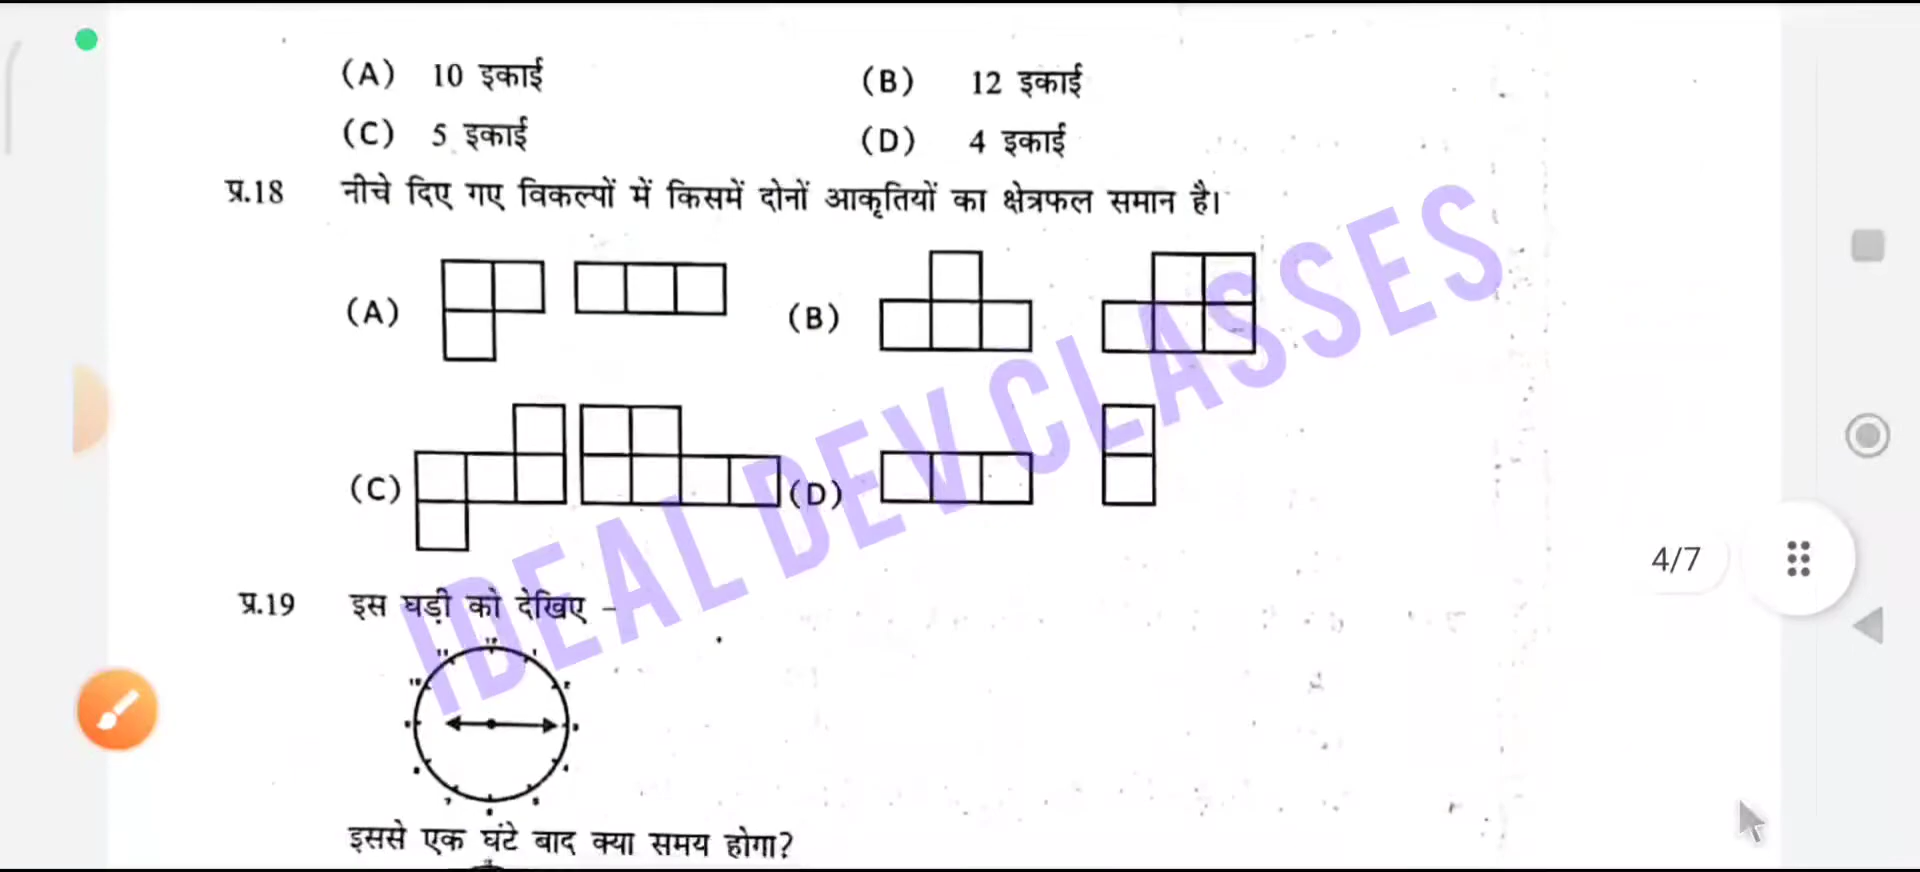 (A) 10 इकाई (B) 12 इकाई
(C) 5 इकाई (D) 4 इकाई
प्र.18 नीचे दिए गए विकल्पों में किसमें दोनों आकृतियों का क्षेत्रफल समान है।
(A) (B)
(C) (D)
IDEAL DEV CLASSES
4/7
प्र.19 इस घड़ी को देखिए –
इससे एक घंटे बाद क्या समय होगा?